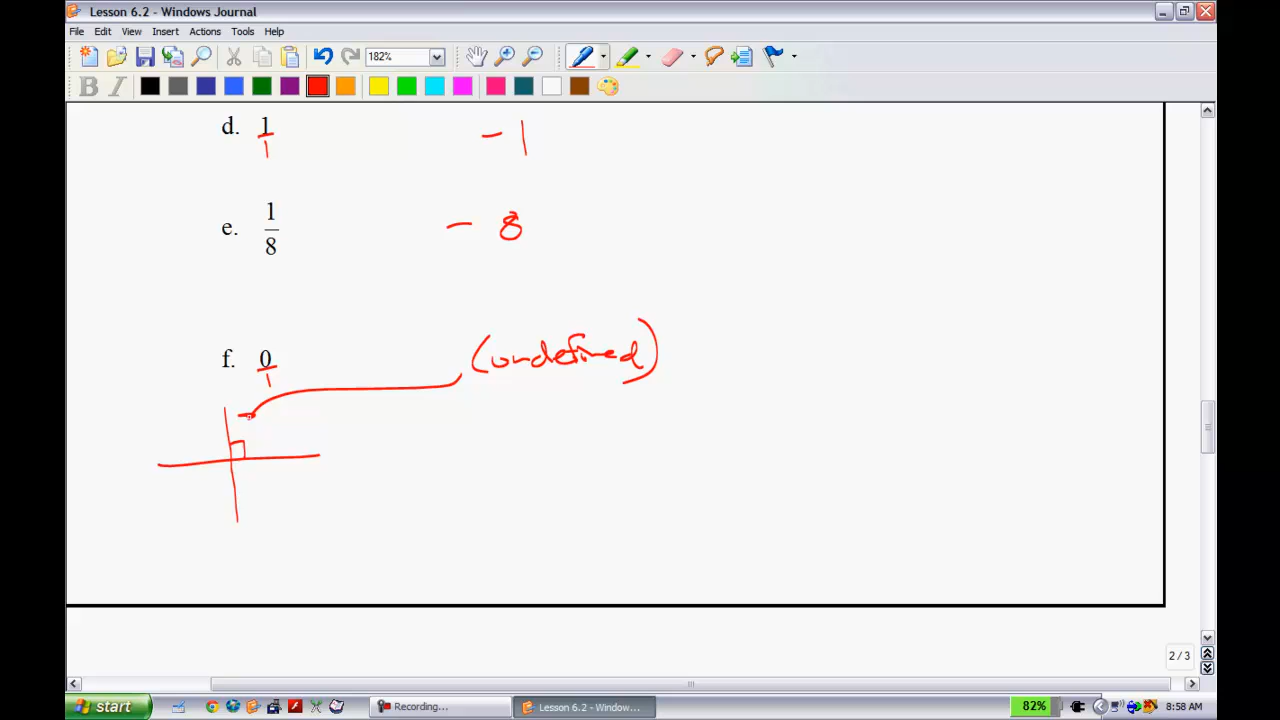 Lesson 6.2 - Windows Journal
File Edit View Insert Actions Tools Help
182%
B I
d. 1/1 - 1
e. 1/8 - 8
f. 0/1 (undefined)
2 / 3
start Recording... Lesson 6.2 - Window... 82% 8:58 AM